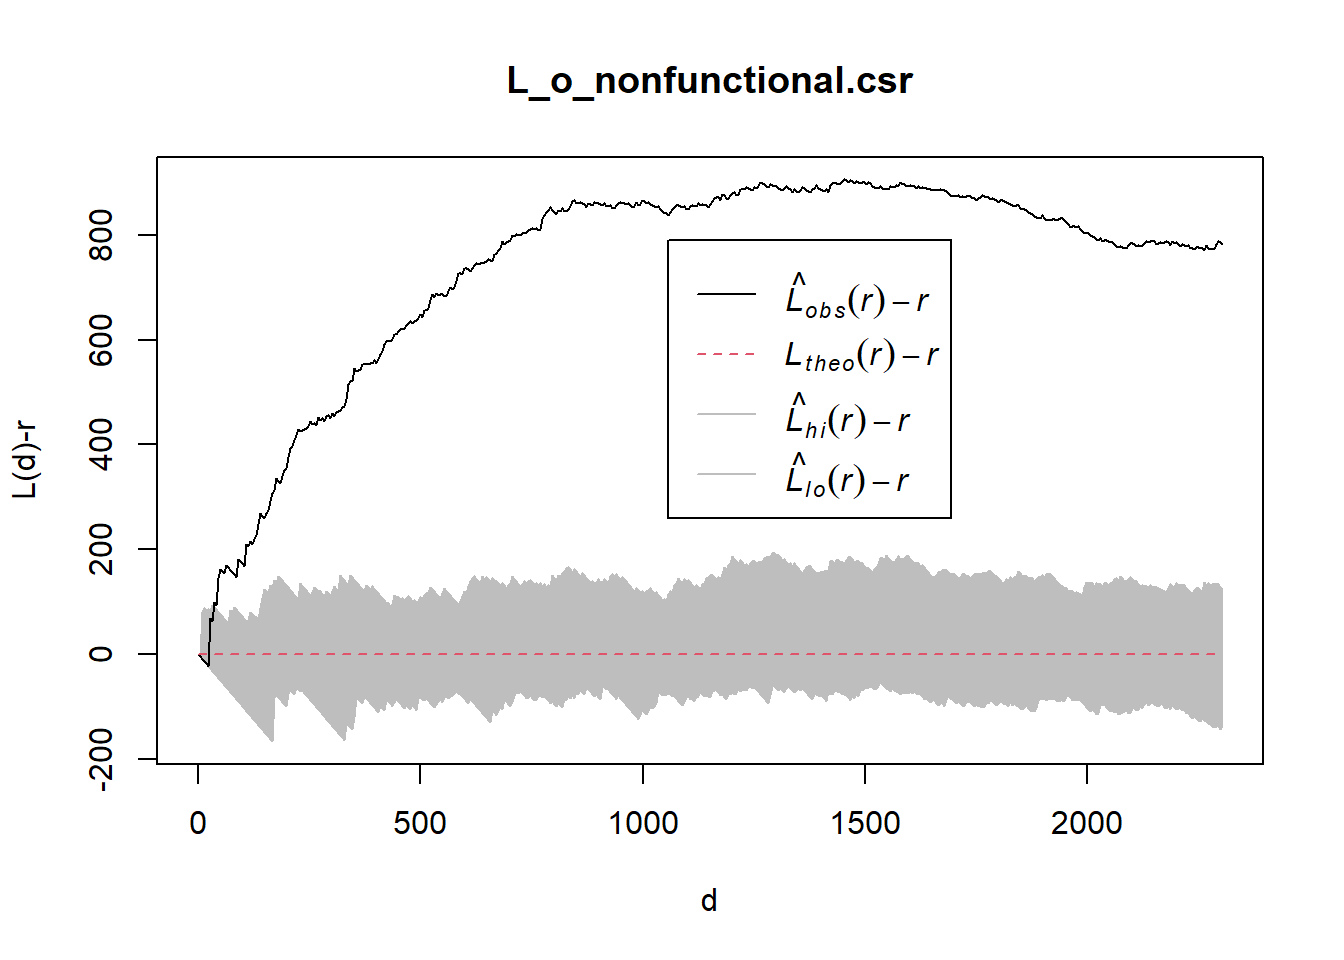 L_o_nonfunctional.csr
L(d)-r
800
600
400
200
0
-200
L̂obs(r) – r
Ltheo(r) – r
L̂hi(r) – r
L̂lo(r) – r
0 500 1000 1500 2000
d